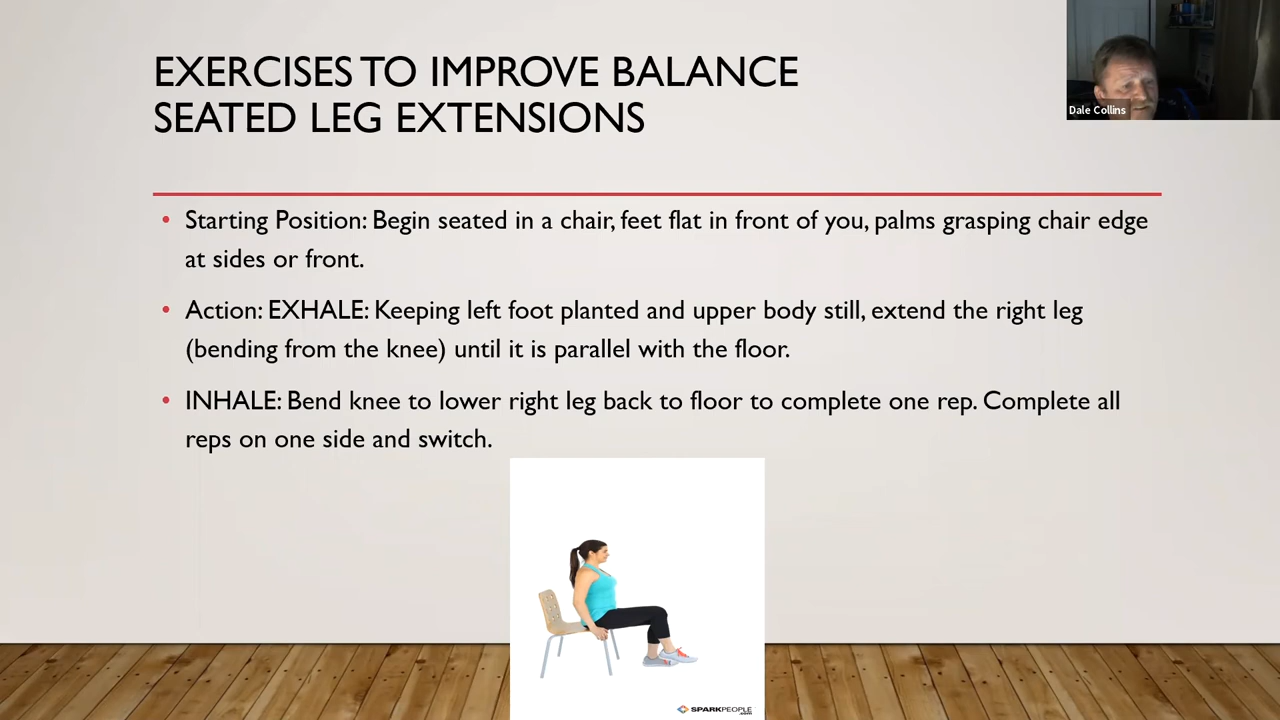 EXERCISES TO IMPROVE BALANCE
SEATED LEG EXTENSIONS
Dale Collins
• Starting Position: Begin seated in a chair, feet flat in front of you, palms grasping chair edge
at sides or front.
• Action: EXHALE: Keeping left foot planted and upper body still, extend the right leg
(bending from the knee) until it is parallel with the floor.
• INHALE: Bend knee to lower right leg back to floor to complete one rep. Complete all
reps on one side and switch.
SPARKPEOPLE
.com